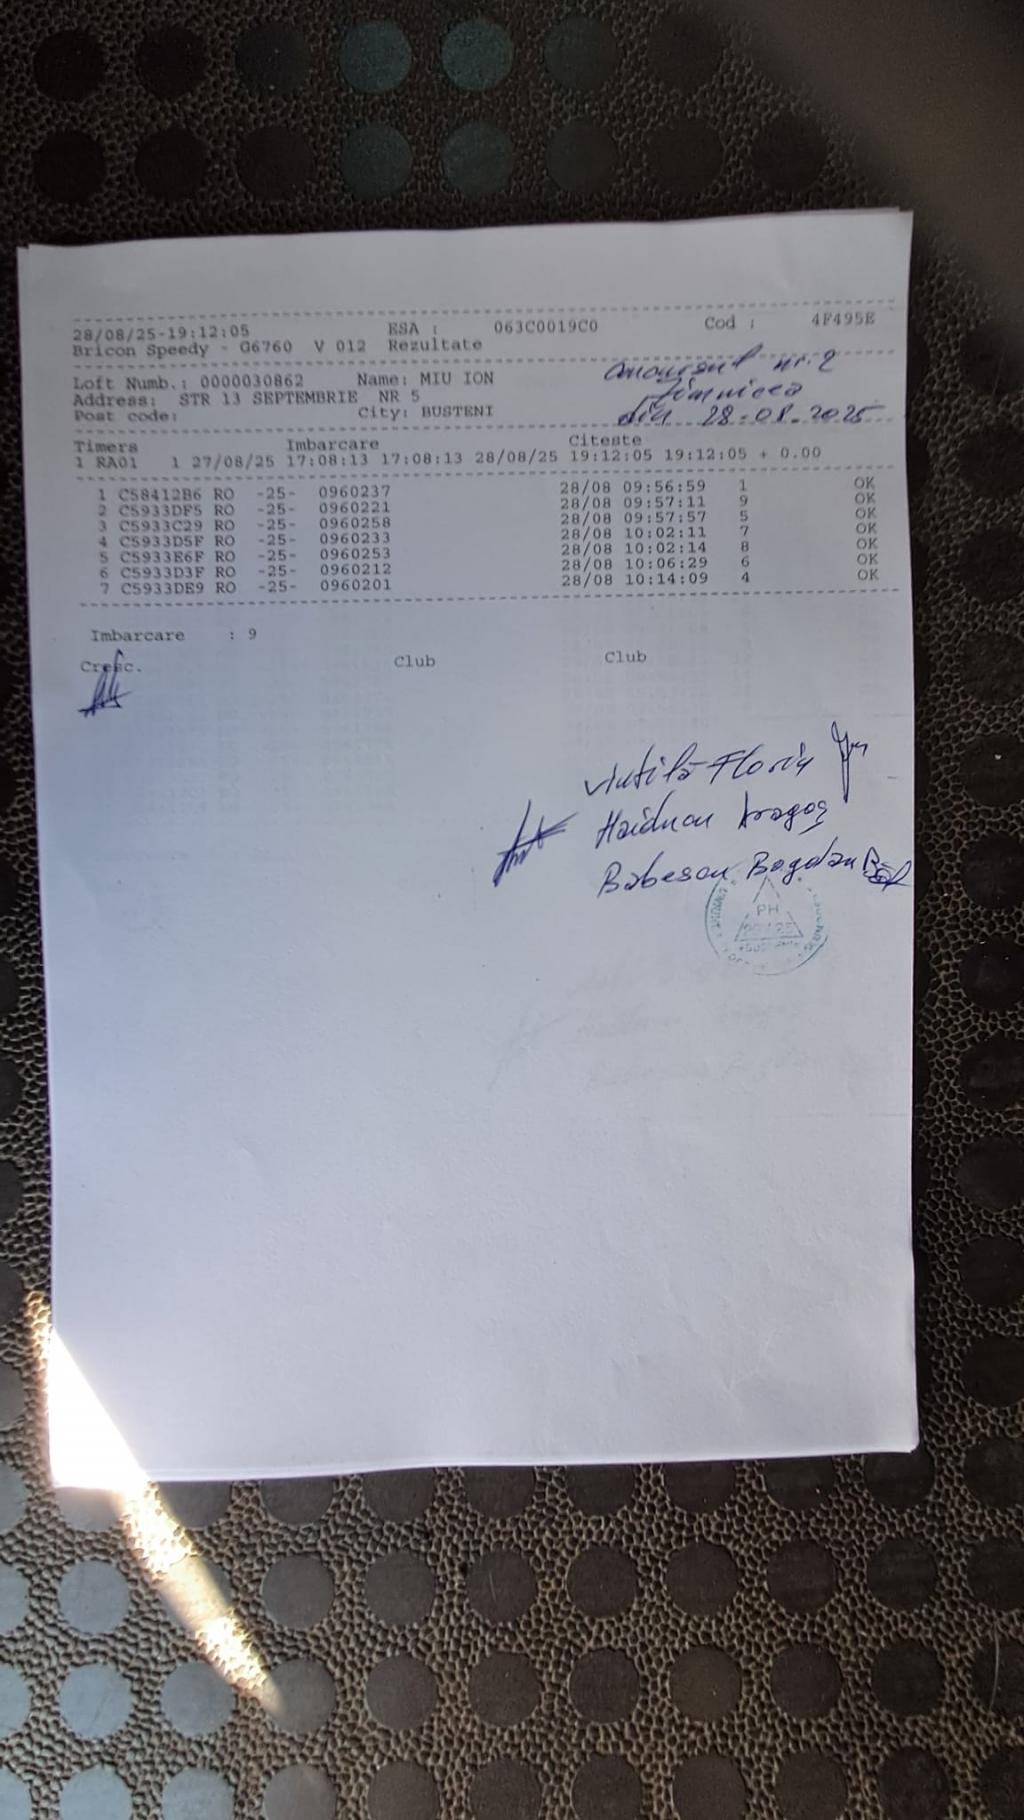 28/08/25-19:12:05 ESA : 063C0019C0 Cod : 4F495E
Bricon Speedy - G6760 V 012 Rezultate
Loft Numb.: 0000030862 Name: MIU ION
Address: STR 13 SEPTEMBRIE NR 5
Post code: City: BUSTENI
nr. 2
Zimnicea
din 28-08.2025
Timers Imbarcare Citeste
1 RA01 1 27/08/25 17:08:13 17:08:13 28/08/25 19:12:05 19:12:05 + 0.00
1 C58412B6 RO -25- 0960237 28/08 09:56:59 1 OK
2 C5933DF5 RO -25- 0960221 28/08 09:57:11 9 OK
3 C5933C29 RO -25- 0960258 28/08 09:57:57 5 OK
4 C5933D5F RO -25- 0960233 28/08 10:02:11 7 OK
5 C5933E6F RO -25- 0960253 28/08 10:02:14 8 OK
6 C5933D3F RO -25- 0960212 28/08 10:06:29 6 OK
7 C5933DE9 RO -25- 0960201 28/08 10:14:09 4 OK
Imbarcare : 9
Cresc. Club Club
Vintilă Florin
Haiducu Dragoș
Babescu Bogdan
PH